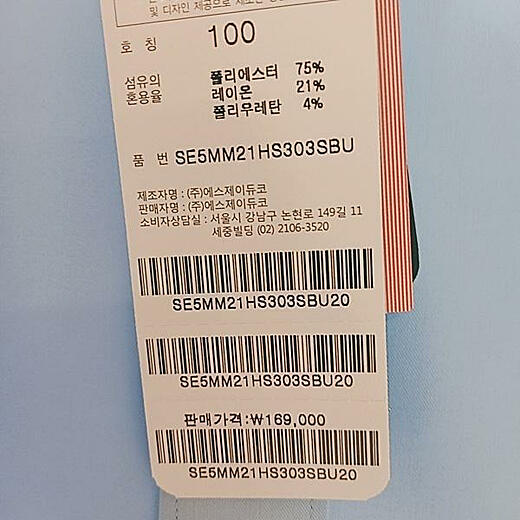 및 디자인 제공으로
호 칭 100
섬유의 폴리에스터 75%
혼용율 레이온 21%
폴리우레탄 4%
품 번 SE5MM21HS303SBU
제조자명 : (주)에스제이듀코
판매자명 : (주)에스제이듀코
소비자상담실 : 서울시 강남구 논현로 149길 11
세중빌딩 (02) 2106-3520
SE5MM21HS303SBU20
SE5MM21HS303SBU20
판매가격:₩169,000
SE5MM21HS303SBU20